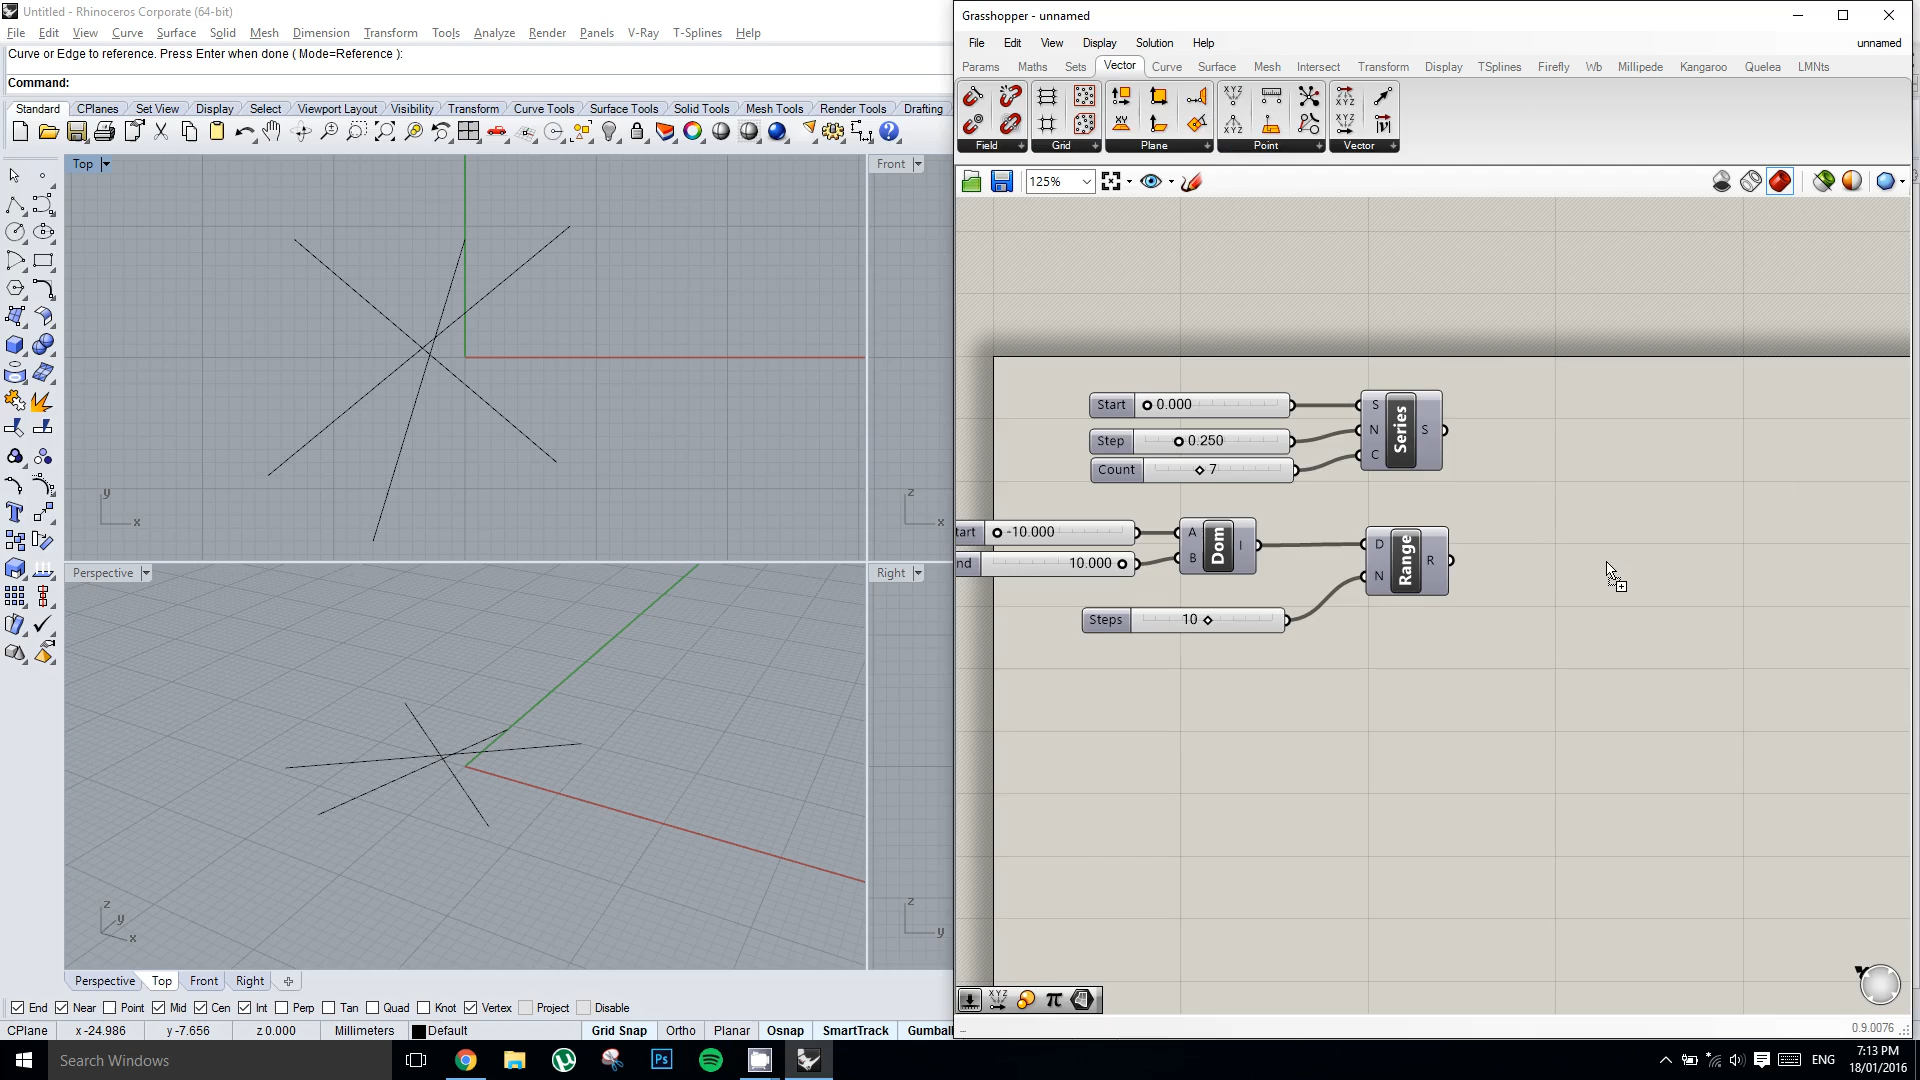 Untitled - Rhinoceros Corporate (64-bit)
File Edit View Curve Surface Solid Mesh Dimension Transform Tools Analyze Render Panels V-Ray T-Splines Help
Curve or Edge to reference. Press Enter when done ( Mode=Reference ):
Command:
Standard CPlanes Set View Display Select Viewport Layout Visibility Transform Curve Tools Surface Tools Solid Tools Mesh Tools Render Tools Drafting
Top
Front
y
x
z
x
Perspective
Right
z
y
x
z
y
Perspective Top Front Right
End Near Point Mid Cen Int Perp Tan Quad Knot Vertex Project Disable
CPlane x -24.986 y -7.656 z 0.000 Millimeters Default Grid Snap Ortho Planar Osnap SmartTrack Gumball
Grasshopper - unnamed
File Edit View Display Solution Help unnamed
Params Maths Sets Vector Curve Surface Mesh Intersect Transform Display TSplines Firefly Wb Millipede Kangaroo Quelea LMNts
Field Grid Plane Point Vector
125%
Start 0.000
Step 0.250
Count 7
S
N
C
Series
S
tart -10.000
nd 10.000
A
B
Dom
I
Steps 10
D
N
Range
R
0.9.0076
Search Windows
Ps
ENG
7:13 PM
18/01/2016